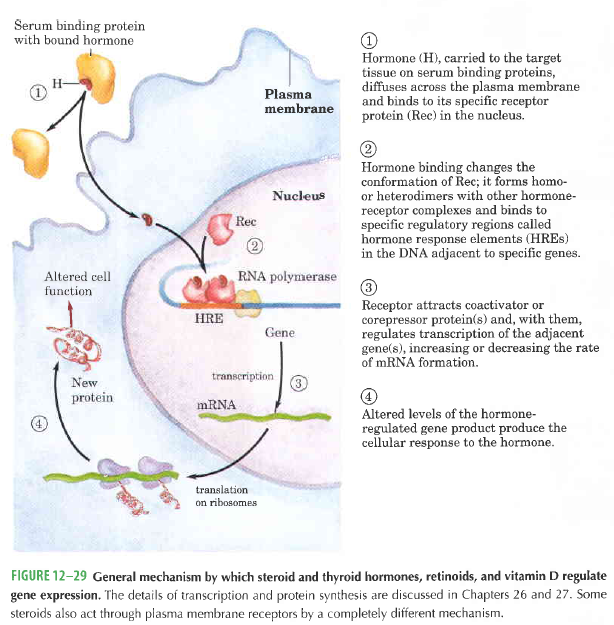 Serum binding protein
with bound hormone
①
H
Plasma
membrane
Nucleus
Rec
②
RNA polymerase
HRE
Gene
Altered cell
function
transcription
③
mRNA
New
protein
④
translation
on ribosomes
①
Hormone (H), carried to the target
tissue on serum binding proteins,
diffuses across the plasma membrane
and binds to its specific receptor
protein (Rec) in the nucleus.
②
Hormone binding changes the
conformation of Rec; it forms homo-
or heterodimers with other hormone-
receptor complexes and binds to
specific regulatory regions called
hormone response elements (HREs)
in the DNA adjacent to specific genes.
③
Receptor attracts coactivator or
corepressor protein(s) and, with them,
regulates transcription of the adjacent
gene(s), increasing or decreasing the rate
of mRNA formation.
④
Altered levels of the hormone-
regulated gene product produce the
cellular response to the hormone.
FIGURE 12–29 General mechanism by which steroid and thyroid hormones, retinoids, and vitamin D regulate
gene expression. The details of transcription and protein synthesis are discussed in Chapters 26 and 27. Some
steroids also act through plasma membrane receptors by a completely different mechanism.